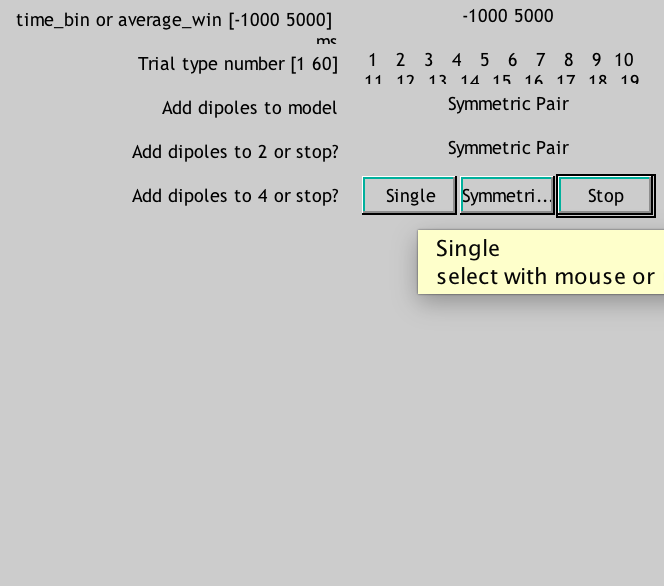 time_bin or average_win [-1000 5000]
ms
-1000 5000
Trial type number [1 60]
1 2 3 4 5 6 7 8 9 10
11 12 13 14 15 16 17 18 19
Add dipoles to model
Symmetric Pair
Add dipoles to 2 or stop?
Symmetric Pair
Add dipoles to 4 or stop?
Single
Symmetri...
Stop
Single
select with mouse or